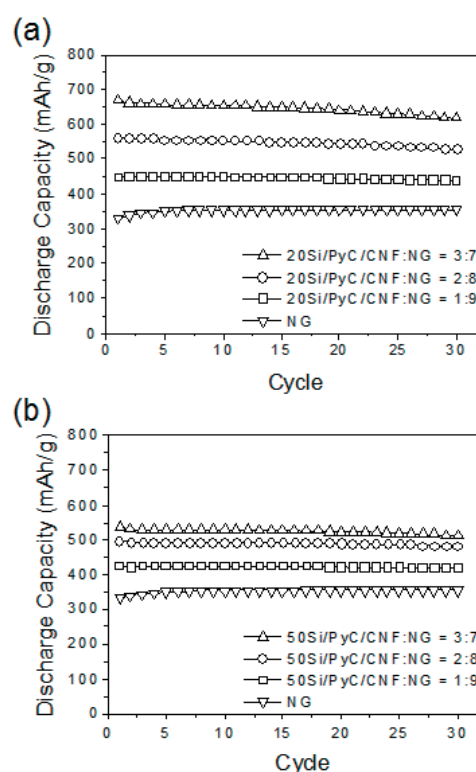 (a)
800
700
600
500
400
300
200
100
0
Discharge Capacity (mAh/g)
20Si/PyC/CNF:NG = 3:7
20Si/PyC/CNF:NG = 2:8
20Si/PyC/CNF:NG = 1:9
NG
0 5 10 15 20 25 30
Cycle
(b)
800
700
600
500
400
300
200
100
0
Discharge Capacity (mAh/g)
50Si/PyC/CNF:NG = 3:7
50Si/PyC/CNF:NG = 2:8
50Si/PyC/CNF:NG = 1:9
NG
0 5 10 15 20 25 30
Cycle